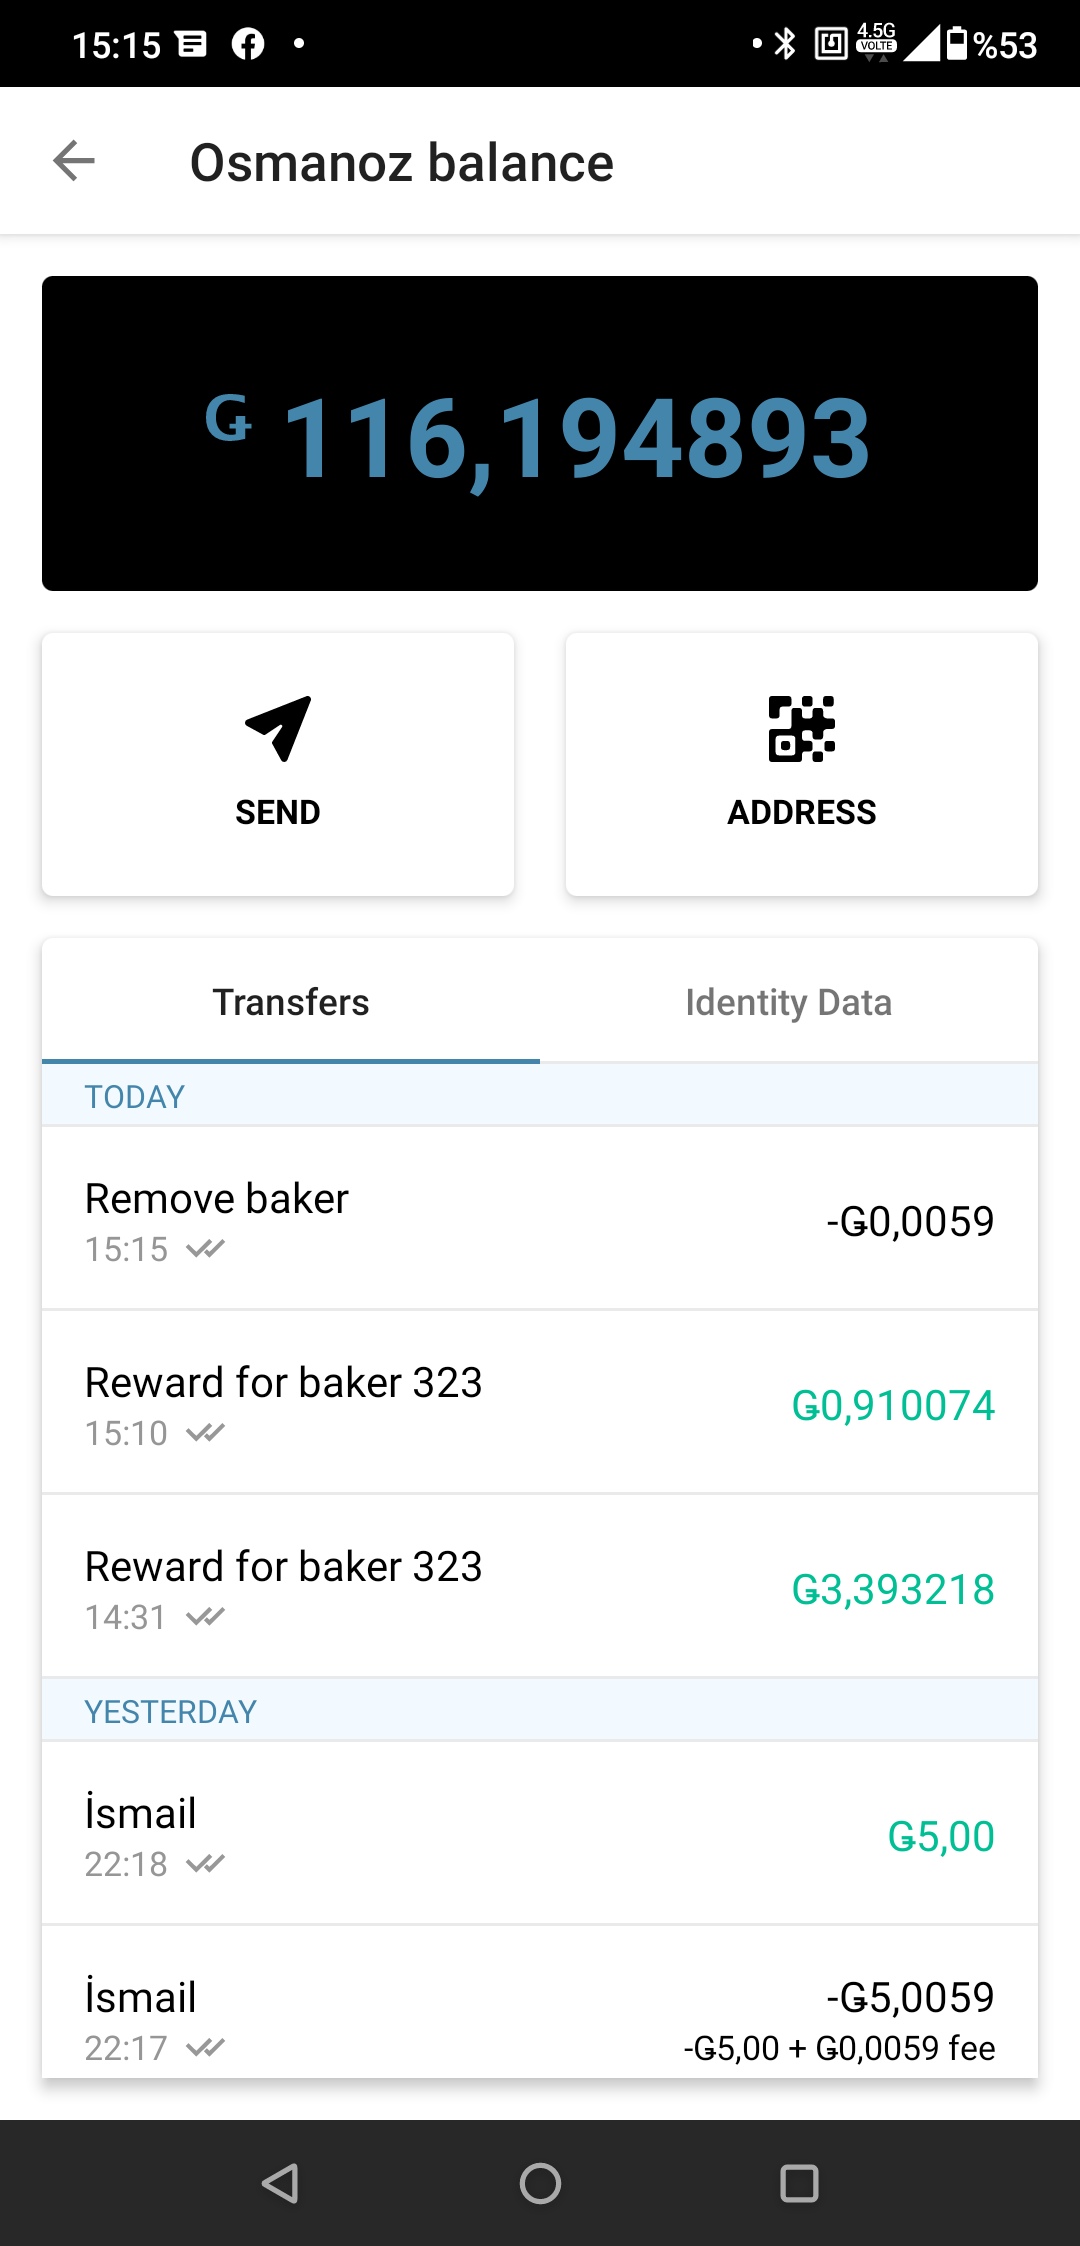 15:15 4.5G VOLTE %53
Osmanoz balance
Ǥ 116,194893
SEND
ADDRESS
Transfers
Identity Data
TODAY
Remove baker
-Ǥ0,0059
15:15
Reward for baker 323
Ǥ0,910074
15:10
Reward for baker 323
Ǥ3,393218
14:31
YESTERDAY
İsmail
Ǥ5,00
22:18
İsmail
-Ǥ5,0059
22:17
-Ǥ5,00 + Ǥ0,0059 fee